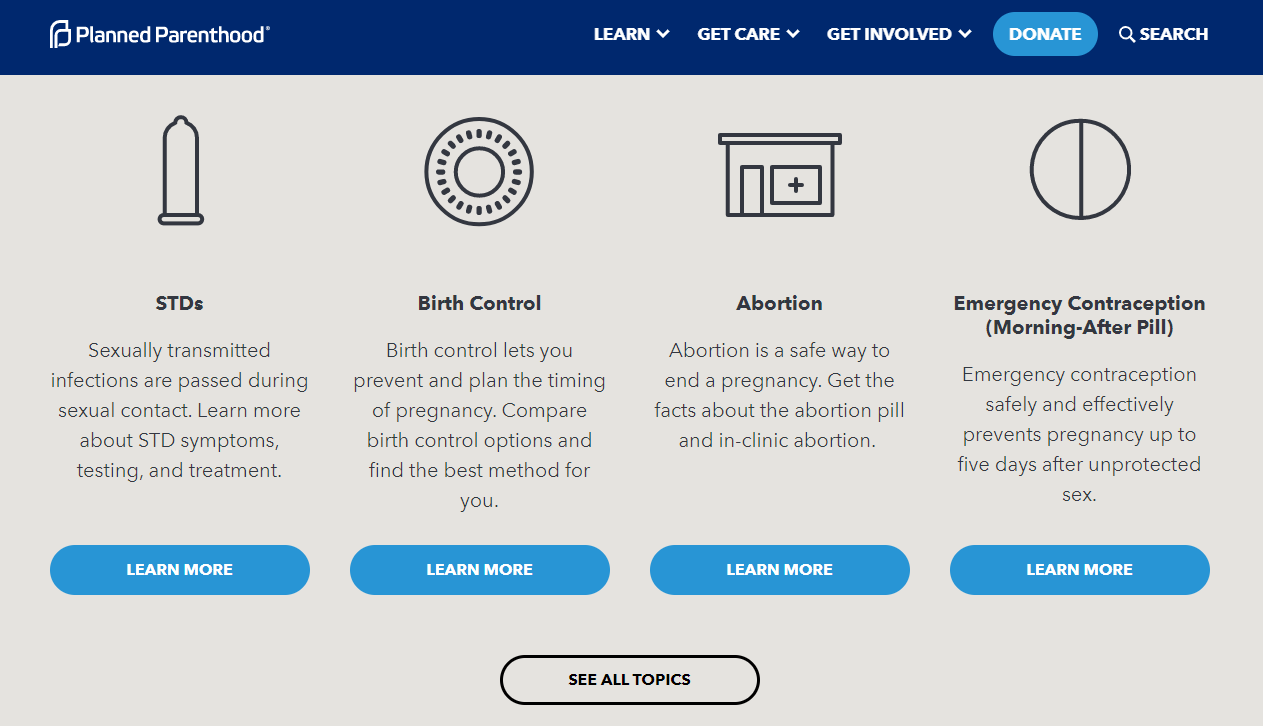 Planned Parenthood®
LEARN
GET CARE
GET INVOLVED
DONATE
SEARCH
STDs
Sexually transmitted
infections are passed during
sexual contact. Learn more
about STD symptoms,
testing, and treatment.
LEARN MORE
Birth Control
Birth control lets you
prevent and plan the timing
of pregnancy. Compare
birth control options and
find the best method for
you.
LEARN MORE
Abortion
Abortion is a safe way to
end a pregnancy. Get the
facts about the abortion pill
and in-clinic abortion.
LEARN MORE
Emergency Contraception
(Morning-After Pill)
Emergency contraception
safely and effectively
prevents pregnancy up to
five days after unprotected
sex.
LEARN MORE
SEE ALL TOPICS